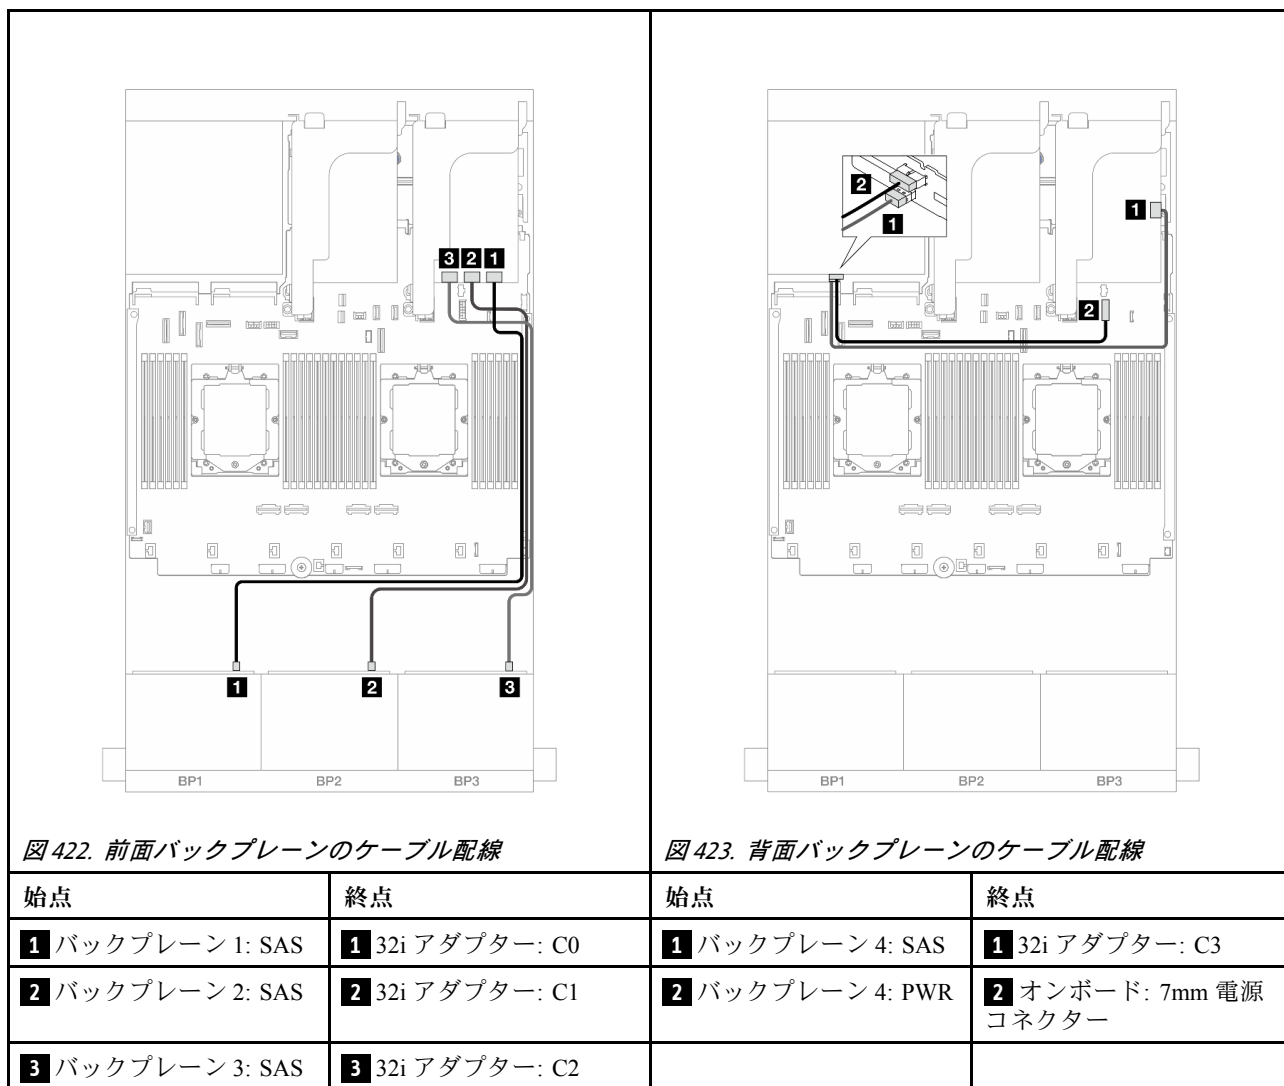 3 2 1
1
2
3
BP1
BP2
BP3
図 422. 前面バックプレーンのケーブル配線
2
1
1
2
BP1
BP2
BP3
図 423. 背面バックプレーンのケーブル配線
始点
終点
始点
終点
1 バックプレーン 1: SAS
1 32i アダプター: C0
1 バックプレーン 4: SAS
1 32i アダプター: C3
2 バックプレーン 2: SAS
2 32i アダプター: C1
2 バックプレーン 4: PWR
2 オンボード: 7mm 電源
コネクター
3 バックプレーン 3: SAS
3 32i アダプター: C2